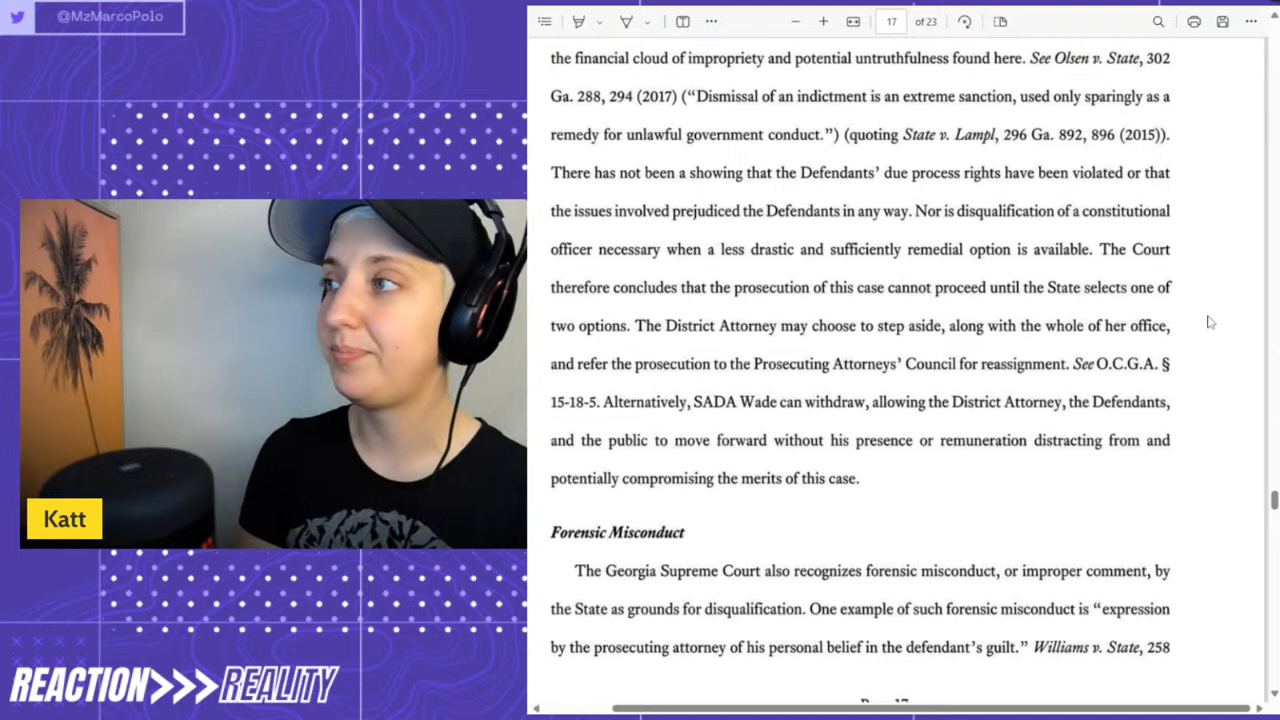 @MzMarcoPolo
17 of 23
the financial cloud of impropriety and potential untruthfulness found here. See Olsen v. State, 302
Ga. 288, 294 (2017) (“Dismissal of an indictment is an extreme sanction, used only sparingly as a
remedy for unlawful government conduct.”) (quoting State v. Lampl, 296 Ga. 892, 896 (2015)).
There has not been a showing that the Defendants’ due process rights have been violated or that
the issues involved prejudiced the Defendants in any way. Nor is disqualification of a constitutional
officer necessary when a less drastic and sufficiently remedial option is available. The Court
therefore concludes that the prosecution of this case cannot proceed until the State selects one of
two options. The District Attorney may choose to step aside, along with the whole of her office,
and refer the prosecution to the Prosecuting Attorneys’ Council for reassignment. See O.C.G.A. §
15-18-5. Alternatively, SADA Wade can withdraw, allowing the District Attorney, the Defendants,
and the public to move forward without his presence or remuneration distracting from and
potentially compromising the merits of this case.
Forensic Misconduct
The Georgia Supreme Court also recognizes forensic misconduct, or improper comment, by
the State as grounds for disqualification. One example of such forensic misconduct is “expression
by the prosecuting attorney of his personal belief in the defendant’s guilt.” Williams v. State, 258
Katt
REACTION>>>REALITY